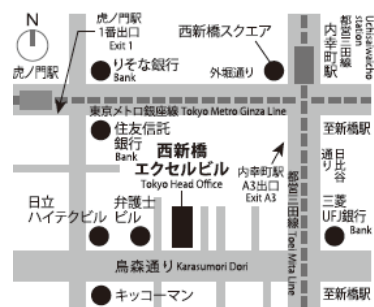 N
虎ノ門駅
1番出口
Exit 1
虎ノ門駅
りそな銀行
Bank
西新橋スクエア
外堀通り
都営三田線
内幸町駅
Uchisaiwaicho
station
東京メトロ銀座線 Tokyo Metro Ginza Line
住友信託
銀行
Bank
西新橋
エクセルビル
Tokyo Head Office
内幸町駅
A3出口
Exit A3
都営三田線 Toei Mita Line
至新橋駅
日比谷
通り
日立
ハイテクビル
弁護士
ビル
三菱
UFJ銀行
Bank
烏森通り Karasumori Dori
キッコーマン
至新橋駅